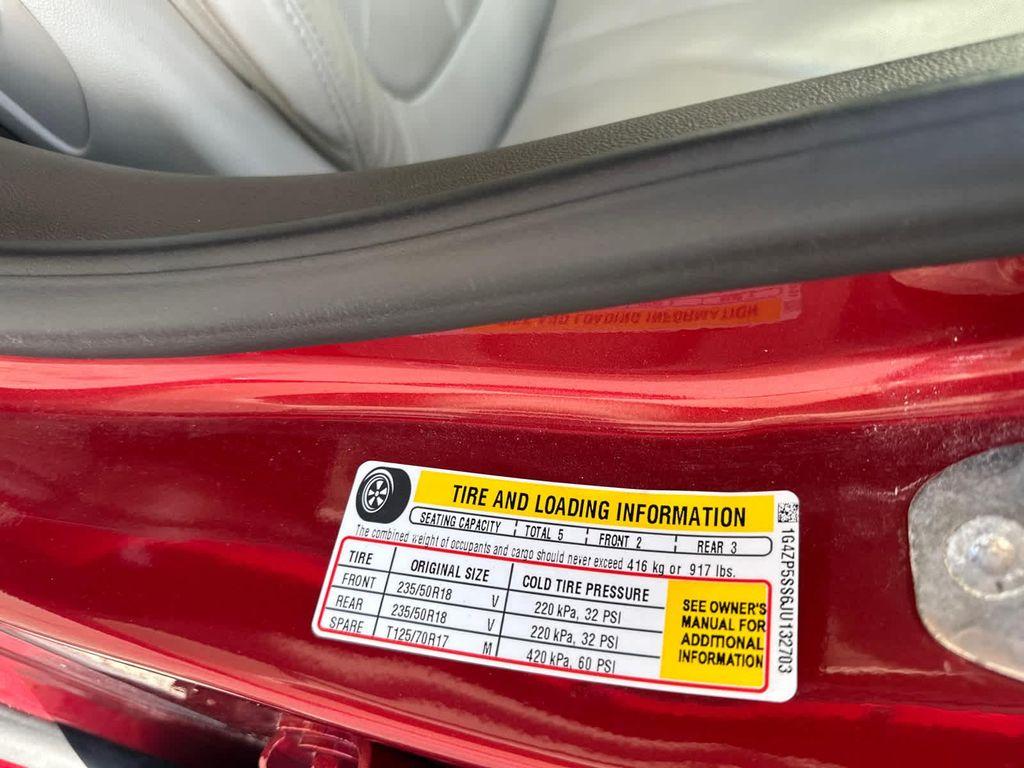 TIRE AND LOADING INFORMATION
SEATING CAPACITY TOTAL 5 FRONT 2 REAR 3
The combined weight of occupants and cargo should never exceed 416 kg or 917 lbs.
TIRE ORIGINAL SIZE COLD TIRE PRESSURE
FRONT 235/50R18 V 220 kPa, 32 PSI
REAR 235/50R18 V 220 kPa, 32 PSI
SPARE T125/70R17 M 420 kPa, 60 PSI
SEE OWNER'S
MANUAL FOR
ADDITIONAL
INFORMATION